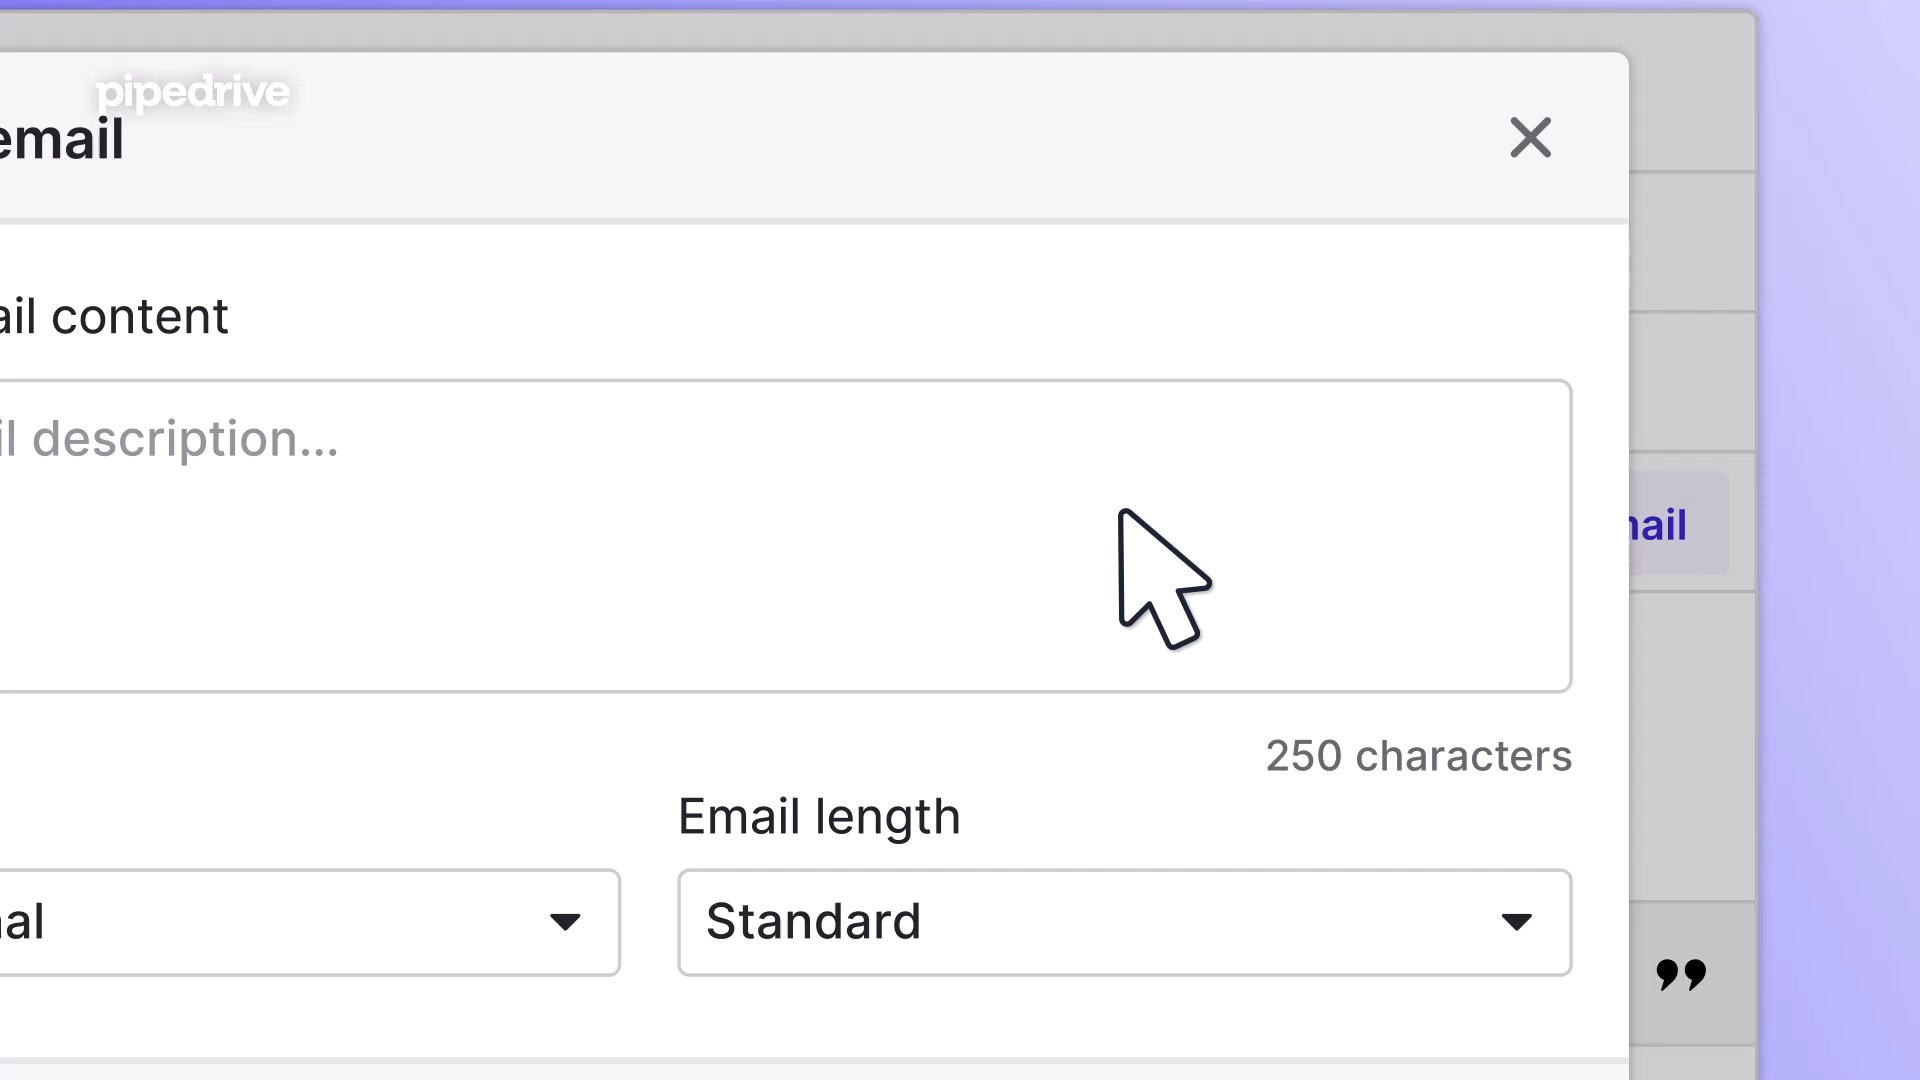 pipedrive
email
ail content
il description...
250 characters
Email length
al
Standard
ail